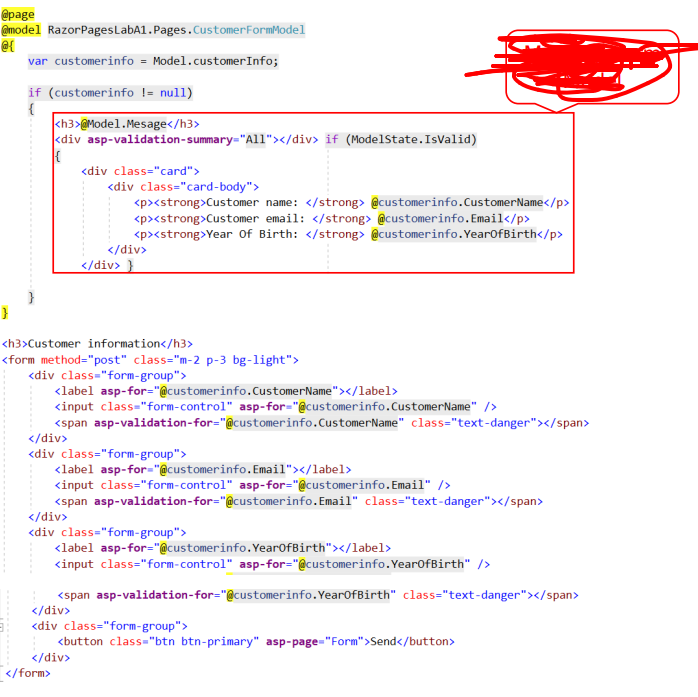 @page
@model RazorPagesLabA1.Pages.CustomerFormModel
@{
var customerinfo = Model.customerInfo;
if (customerinfo != null)
{
<h3>@Model.Mesage</h3>
<div asp-validation-summary="All"></div> if (ModelState.IsValid)
{
<div class="card">
<div class="card-body">
<p><strong>Customer name: </strong> @customerinfo.CustomerName</p>
<p><strong>Customer email: </strong> @customerinfo.Email</p>
<p><strong>Year Of Birth: </strong> @customerinfo.YearOfBirth</p>
</div>
</div> }
}
}
<h3>Customer information</h3>
<form method="post" class="m-2 p-3 bg-light">
<div class="form-group">
<label asp-for="@customerinfo.CustomerName"></label>
<input class="form-control" asp-for="@customerinfo.CustomerName" />
<span asp-validation-for="@customerinfo.CustomerName" class="text-danger"></span>
</div>
<div class="form-group">
<label asp-for="@customerinfo.Email"></label>
<input class="form-control" asp-for="@customerinfo.Email" />
<span asp-validation-for="@customerinfo.Email" class="text-danger"></span>
</div>
<div class="form-group">
<label asp-for="@customerinfo.YearOfBirth"></label>
<input class="form-control" asp-for="@customerinfo.YearOfBirth" />
<span asp-validation-for="@customerinfo.YearOfBirth" class="text-danger"></span>
</div>
<div class="form-group">
<button class="btn btn-primary" asp-page="Form">Send</button>
</div>
</form>